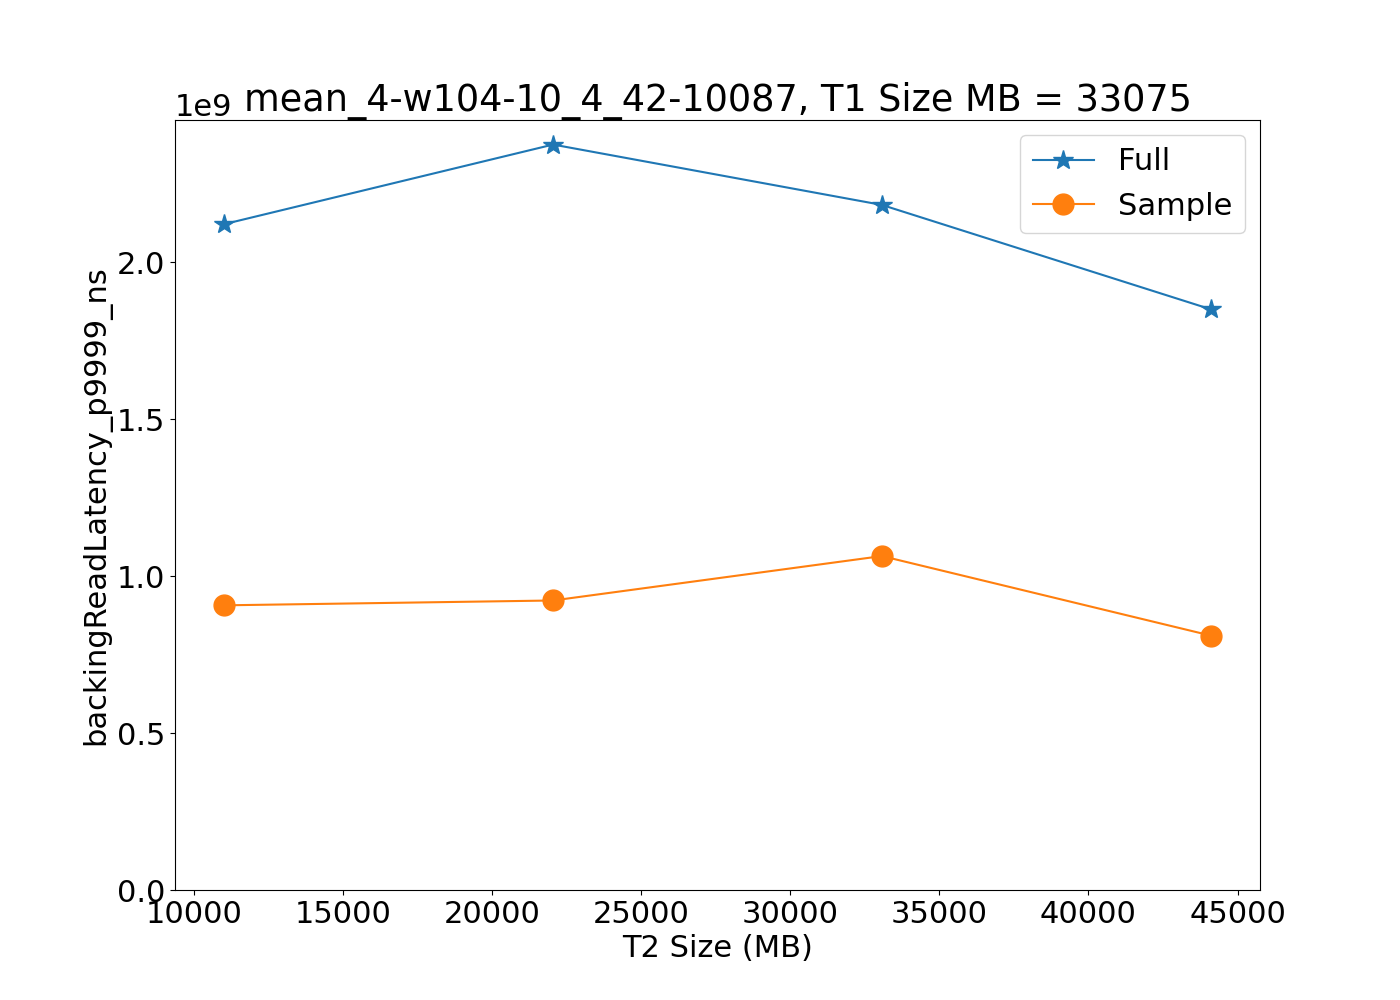 1e9
mean_4-w104-10_4_42-10087, T1 Size MB = 33075
Full
Sample
backingReadLatency_p9999_ns
2.0
1.5
1.0
0.5
0.0
10000 15000 20000 25000 30000 35000 40000 45000
T2 Size (MB)